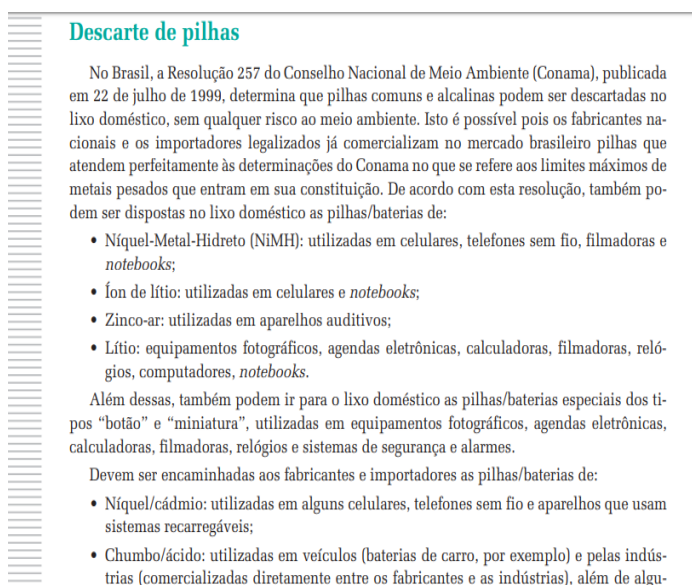 Descarte de pilhas
No Brasil, a Resolução 257 do Conselho Nacional de Meio Ambiente (Conama), publicada
em 22 de julho de 1999, determina que pilhas comuns e alcalinas podem ser descartadas no
lixo doméstico, sem qualquer risco ao meio ambiente. Isto é possível pois os fabricantes na-
cionais e os importadores legalizados já comercializam no mercado brasileiro pilhas que
atendem perfeitamente às determinações do Conama no que se refere aos limites máximos de
metais pesados que entram em sua constituição. De acordo com esta resolução, também po-
dem ser dispostas no lixo doméstico as pilhas/baterias de:
• Níquel-Metal-Hidreto (NiMH): utilizadas em celulares, telefones sem fio, filmadoras e
notebooks;
• Íon de lítio: utilizadas em celulares e notebooks;
• Zinco-ar: utilizadas em aparelhos auditivos;
• Lítio: equipamentos fotográficos, agendas eletrônicas, calculadoras, filmadoras, reló-
gios, computadores, notebooks.
Além dessas, também podem ir para o lixo doméstico as pilhas/baterias especiais dos ti-
pos “botão” e “miniatura”, utilizadas em equipamentos fotográficos, agendas eletrônicas,
calculadoras, filmadoras, relógios e sistemas de segurança e alarmes.
Devem ser encaminhadas aos fabricantes e importadores as pilhas/baterias de:
• Níquel/cádmio: utilizadas em alguns celulares, telefones sem fio e aparelhos que usam
sistemas recarregáveis;
• Chumbo/ácido: utilizadas em veículos (baterias de carro, por exemplo) e pelas indús-
trias (comercializadas diretamente entre os fabricantes e as indústrias), além de algu-